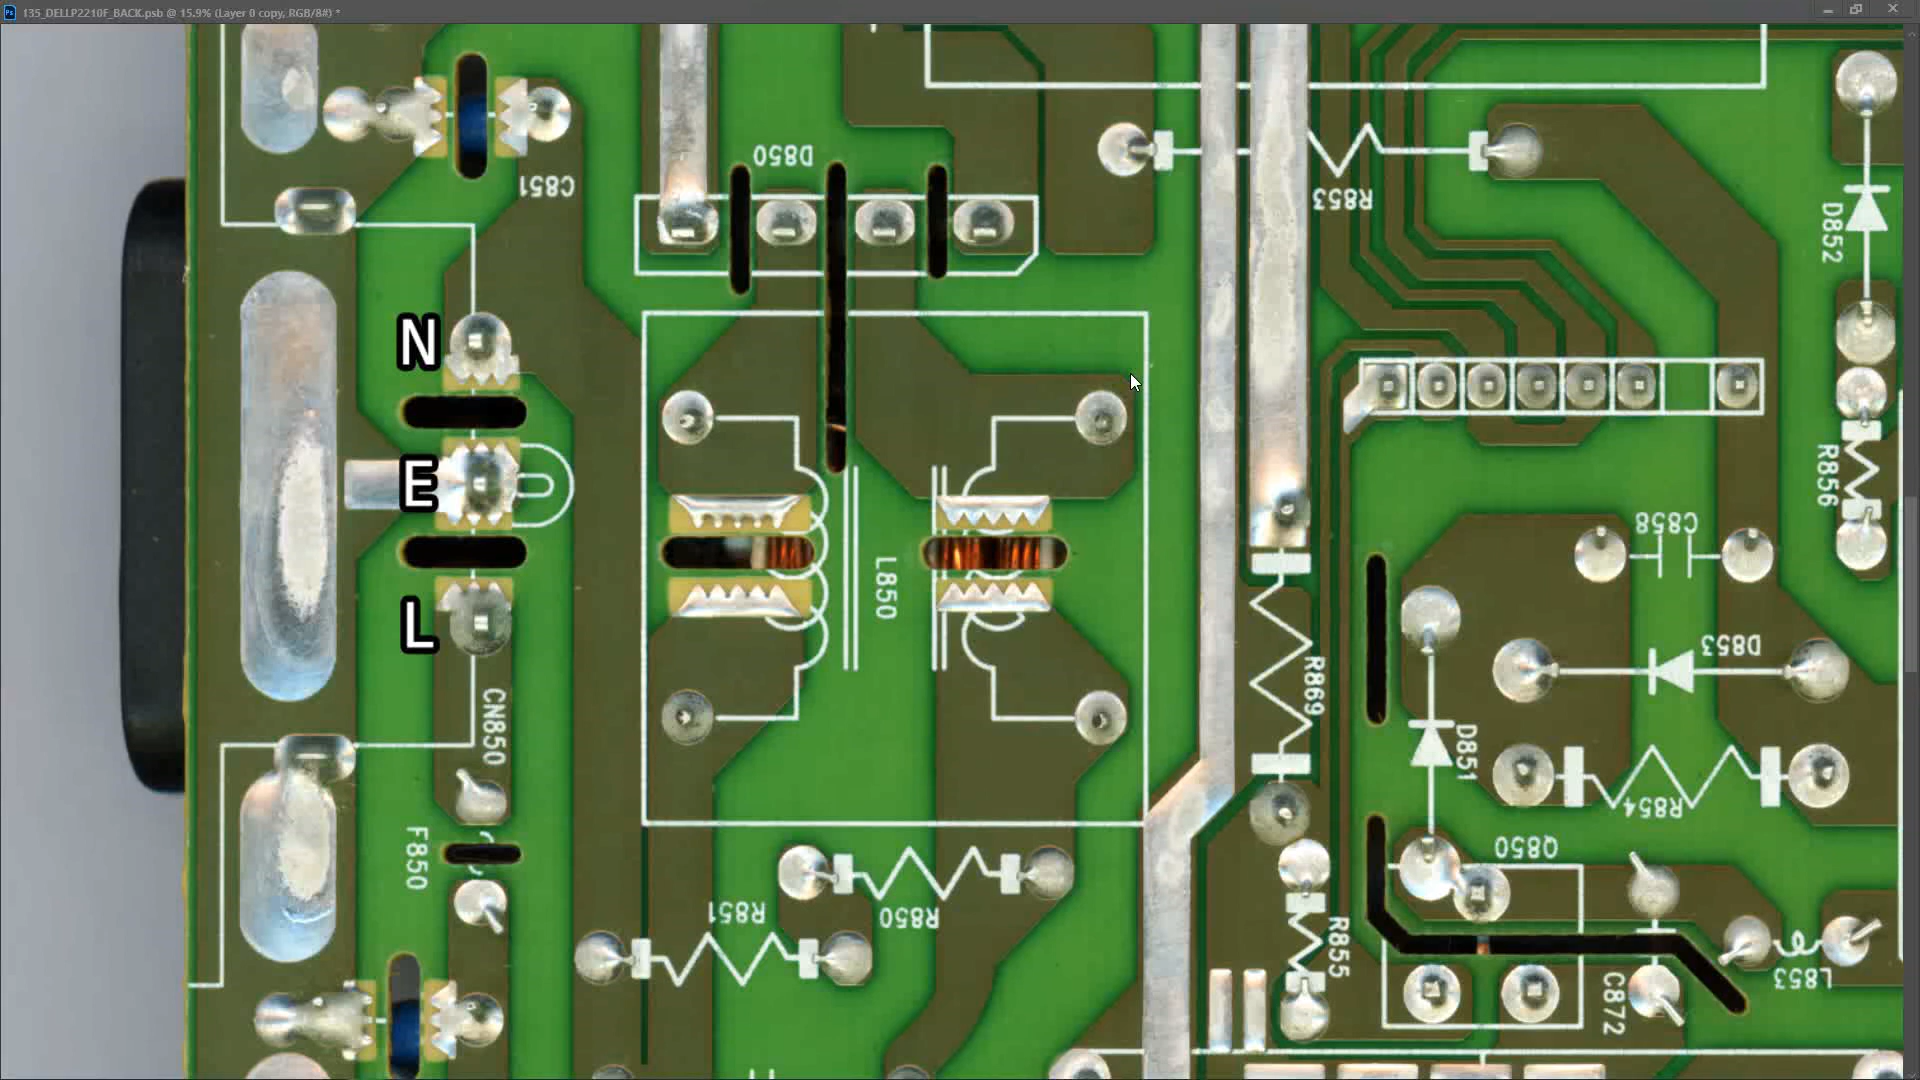 135_DELLP2210F_BACK.psb @ 15.9% (Layer 0 copy, RGB/8#) *
D850
C851
R853
D852
N
R856
E
C858
L850
L
D853
R869
CN850
D851
R854
F850
Q850
R851
R850
R855
L853
C872